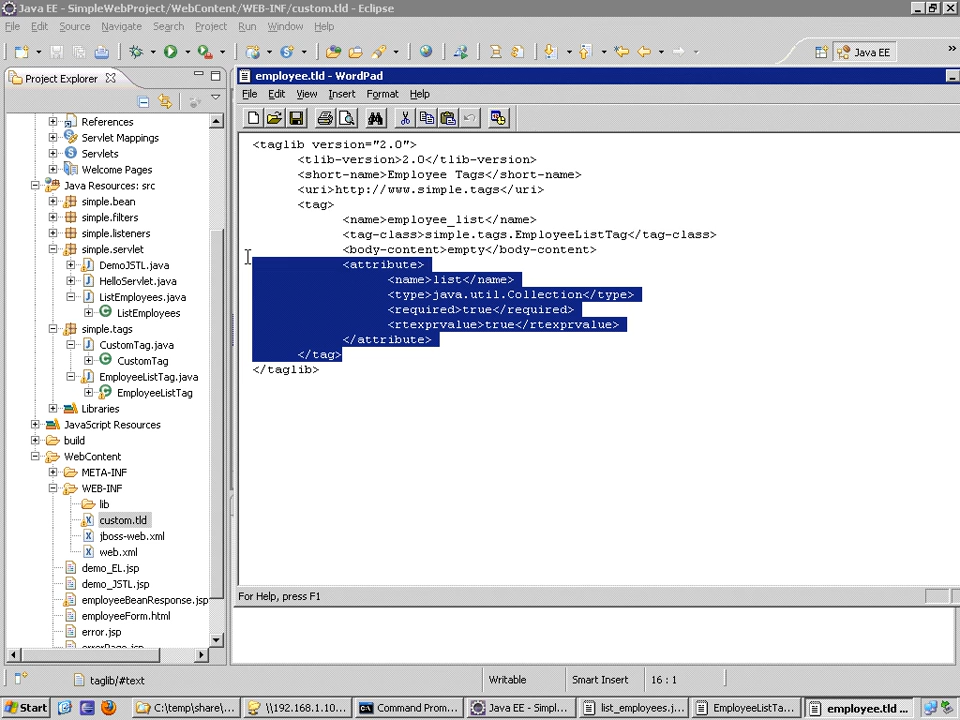 Java EE - SimpleWebProject/WebContent/WEB-INF/custom.tld - Eclipse
File Edit Source Navigate Search Project Run Window Help
Java EE
Project Explorer
References
Servlet Mappings
Servlets
Welcome Pages
Java Resources: src
simple.bean
simple.filters
simple.listeners
simple.servlet
DemoJSTL.java
HelloServlet.java
ListEmployees.java
ListEmployees
simple.tags
CustomTag.java
CustomTag
EmployeeListTag.java
EmployeeListTag
Libraries
JavaScript Resources
build
WebContent
META-INF
WEB-INF
lib
custom.tld
jboss-web.xml
web.xml
demo_EL.jsp
demo_JSTL.jsp
employeeBeanResponse.jsp
employeeForm.html
error.jsp
errorPage.jsp
employee.tld - WordPad
File Edit View Insert Format Help
<taglib version="2.0">
<tlib-version>2.0</tlib-version>
<short-name>Employee Tags</short-name>
<uri>http://www.simple.tags</uri>
<tag>
<name>employee_list</name>
<tag-class>simple.tags.EmployeeListTag</tag-class>
<body-content>empty</body-content>
<attribute>
<name>list</name>
<type>java.util.Collection</type>
<required>true</required>
<rtexprvalue>true</rtexprvalue>
</attribute>
</tag>
</taglib>
For Help, press F1
taglib/#text
Writable
Smart Insert
16 : 1
Start
C:\temp\share\...
\\192.168.1.10...
Command Prom...
Java EE - Simpl...
list_employees.j...
EmployeeListTa...
employee.tld ...